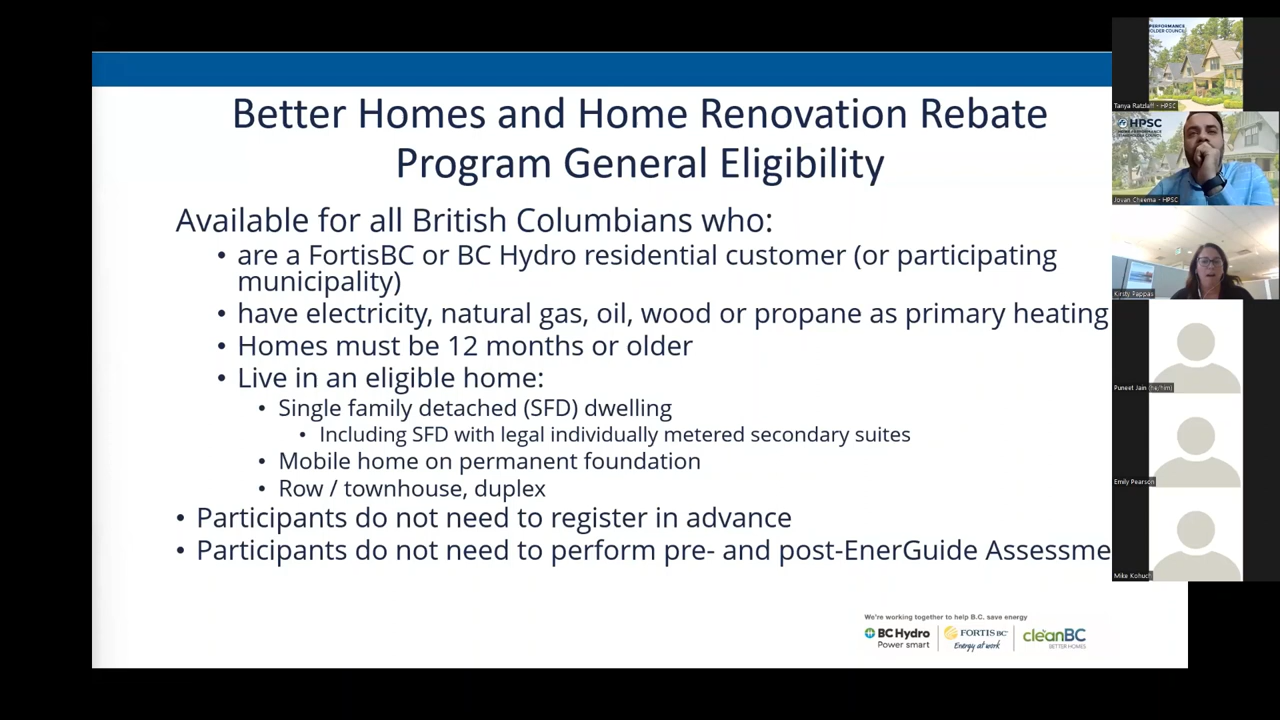 Better Homes and Home Renovation Rebate
Program General Eligibility
Available for all British Columbians who:
• are a FortisBC or BC Hydro residential customer (or participating
municipality)
• have electricity, natural gas, oil, wood or propane as primary heating
• Homes must be 12 months or older
• Live in an eligible home:
• Single family detached (SFD) dwelling
• Including SFD with legal individually metered secondary suites
• Mobile home on permanent foundation
• Row / townhouse, duplex
• Participants do not need to register in advance
• Participants do not need to perform pre- and post-EnerGuide Assessme
We're working together to help B.C. save energy
BC Hydro
Power smart
FORTIS BC
Energy at work
cleanBC
BETTER HOMES
PERFORMANCE
OLDER COUNCIL
Tanya Ratzlaff - HPSC
HPSC
HOME PERFORMANCE
STAKEHOLDER COUNCIL
Jovan Cheema - HPSC
Kirsty Pappas
Puneet Jain (he/him)
Emily Pearson
Mike Kohuch